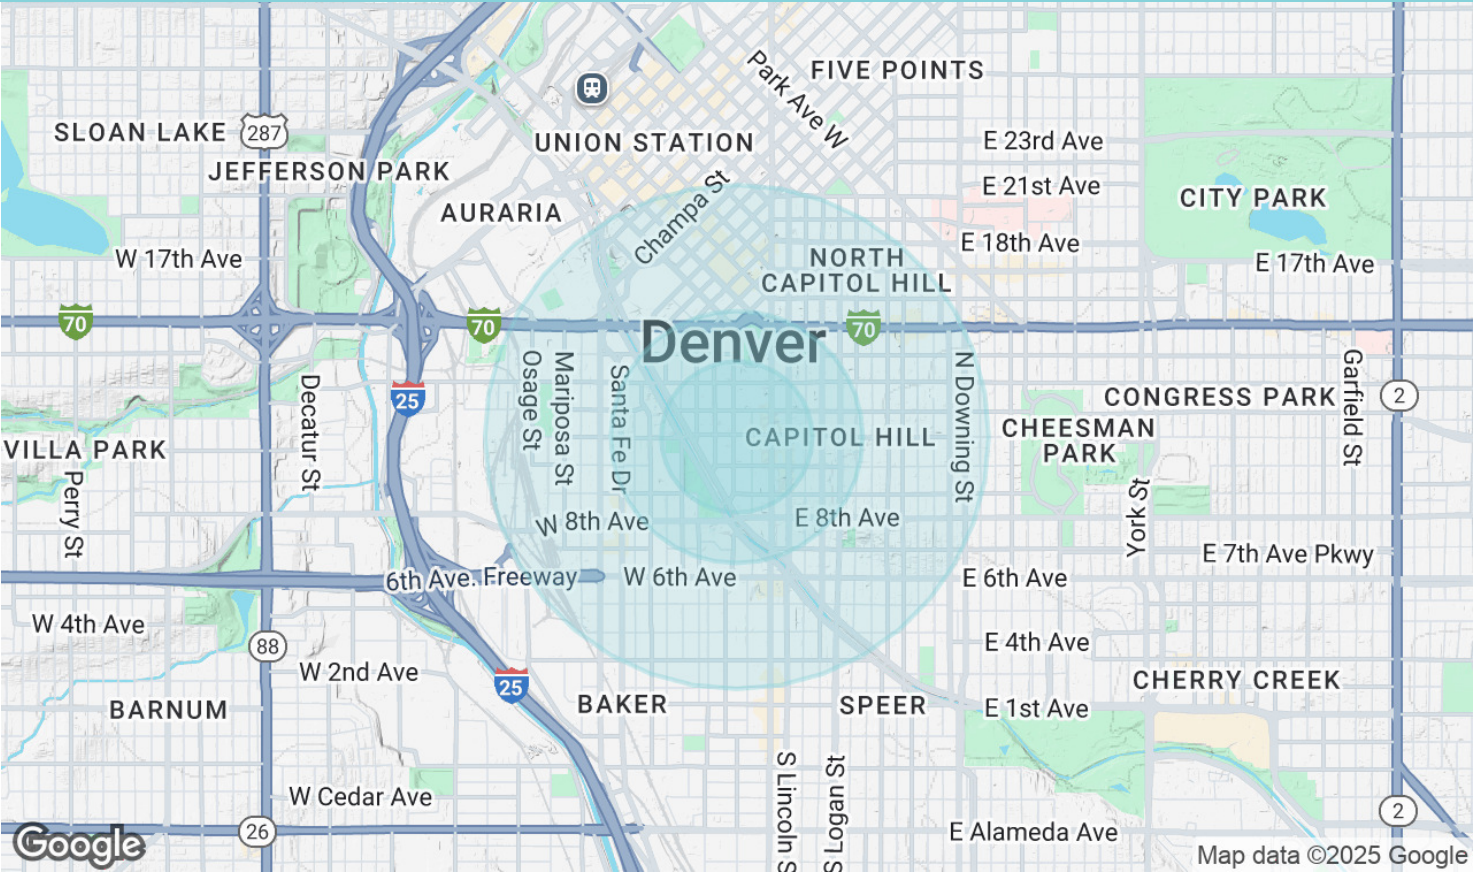 FIVE POINTS
Park Ave W
SLOAN LAKE
287
UNION STATION
E 23rd Ave
JEFFERSON PARK
E 21st Ave
CITY PARK
AURARIA
Champa St
E 18th Ave
W 17th Ave
NORTH
CAPITOL HILL
E 17th Ave
70
70
Denver
70
25
Osage St
Mariposa St
Santa Fe Dr
N Downing St
Garfield St
2
CONGRESS PARK
Decatur St
VILLA PARK
CAPITOL HILL
CHEESMAN
PARK
Perry St
York St
W 8th Ave
E 8th Ave
E 7th Ave Pkwy
6th Ave. Freeway
W 6th Ave
E 6th Ave
W 4th Ave
88
E 4th Ave
W 2nd Ave
25
CHERRY CREEK
BARNUM
BAKER
SPEER
E 1st Ave
S Lincoln S
S Logan St
W Cedar Ave
2
26
E Alameda Ave
Google
Map data ©2025 Google